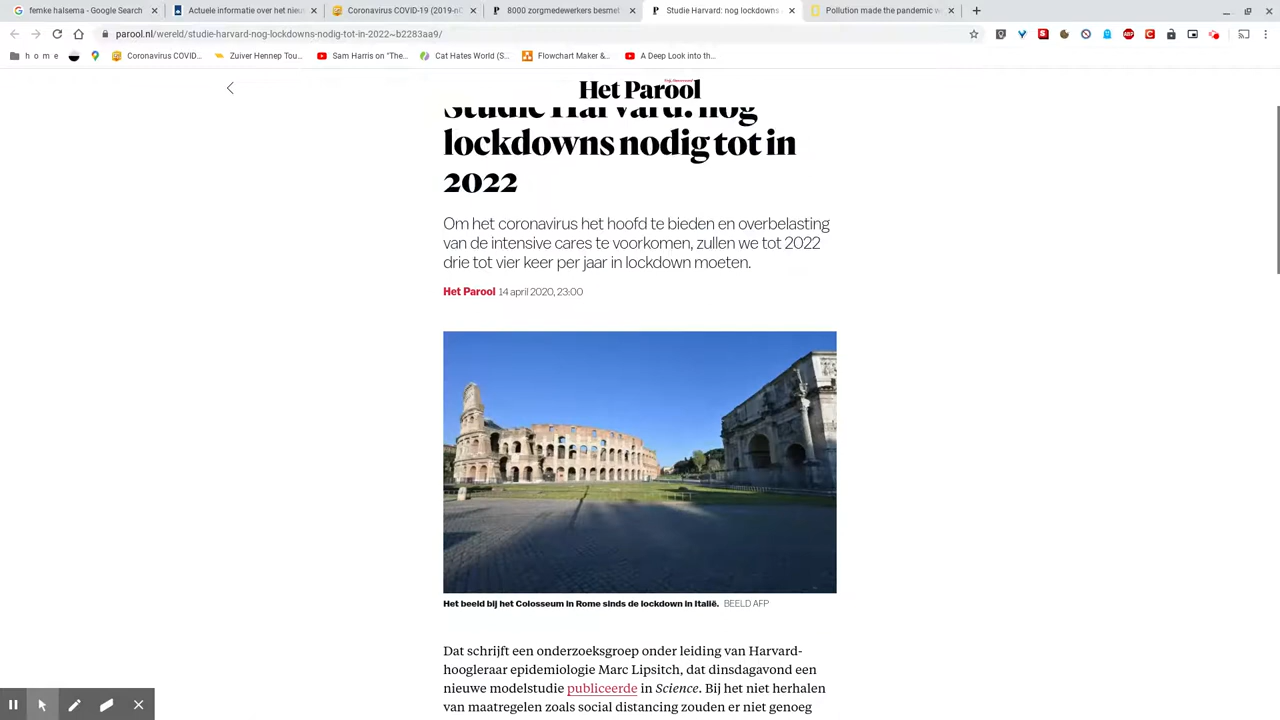 femke halsema - Google Search
Actuele informatie over het nieuw
Coronavirus COVID-19 (2019-nC
8000 zorgmedewerkers besmet
Studie Harvard: nog lockdowns
Pollution made the pandemic w
parool.nl/wereld/studie-harvard-nog-lockdowns-nodig-tot-in-2022~b2283aa9/
h o m e
Coronavirus COVID...
Zuiver Hennep Tou...
Sam Harris on "The...
Cat Hates World (S...
Flowchart Maker &...
A Deep Look into th...
Het Parool
Studie Harvard: nog
lockdowns nodig tot in
2022
Om het coronavirus het hoofd te bieden en overbelasting
van de intensive cares te voorkomen, zullen we tot 2022
drie tot vier keer per jaar in lockdown moeten.
Het Parool 14 april 2020, 23:00
Het beeld bij het Colosseum in Rome sinds de lockdown in Italië. BEELD AFP
Dat schrijft een onderzoeksgroep onder leiding van Harvard-
hoogleraar epidemiologie Marc Lipsitch, dat dinsdagavond een
nieuwe modelstudie publiceerde in Science. Bij het niet herhalen
van maatregelen zoals social distancing zouden er niet genoeg